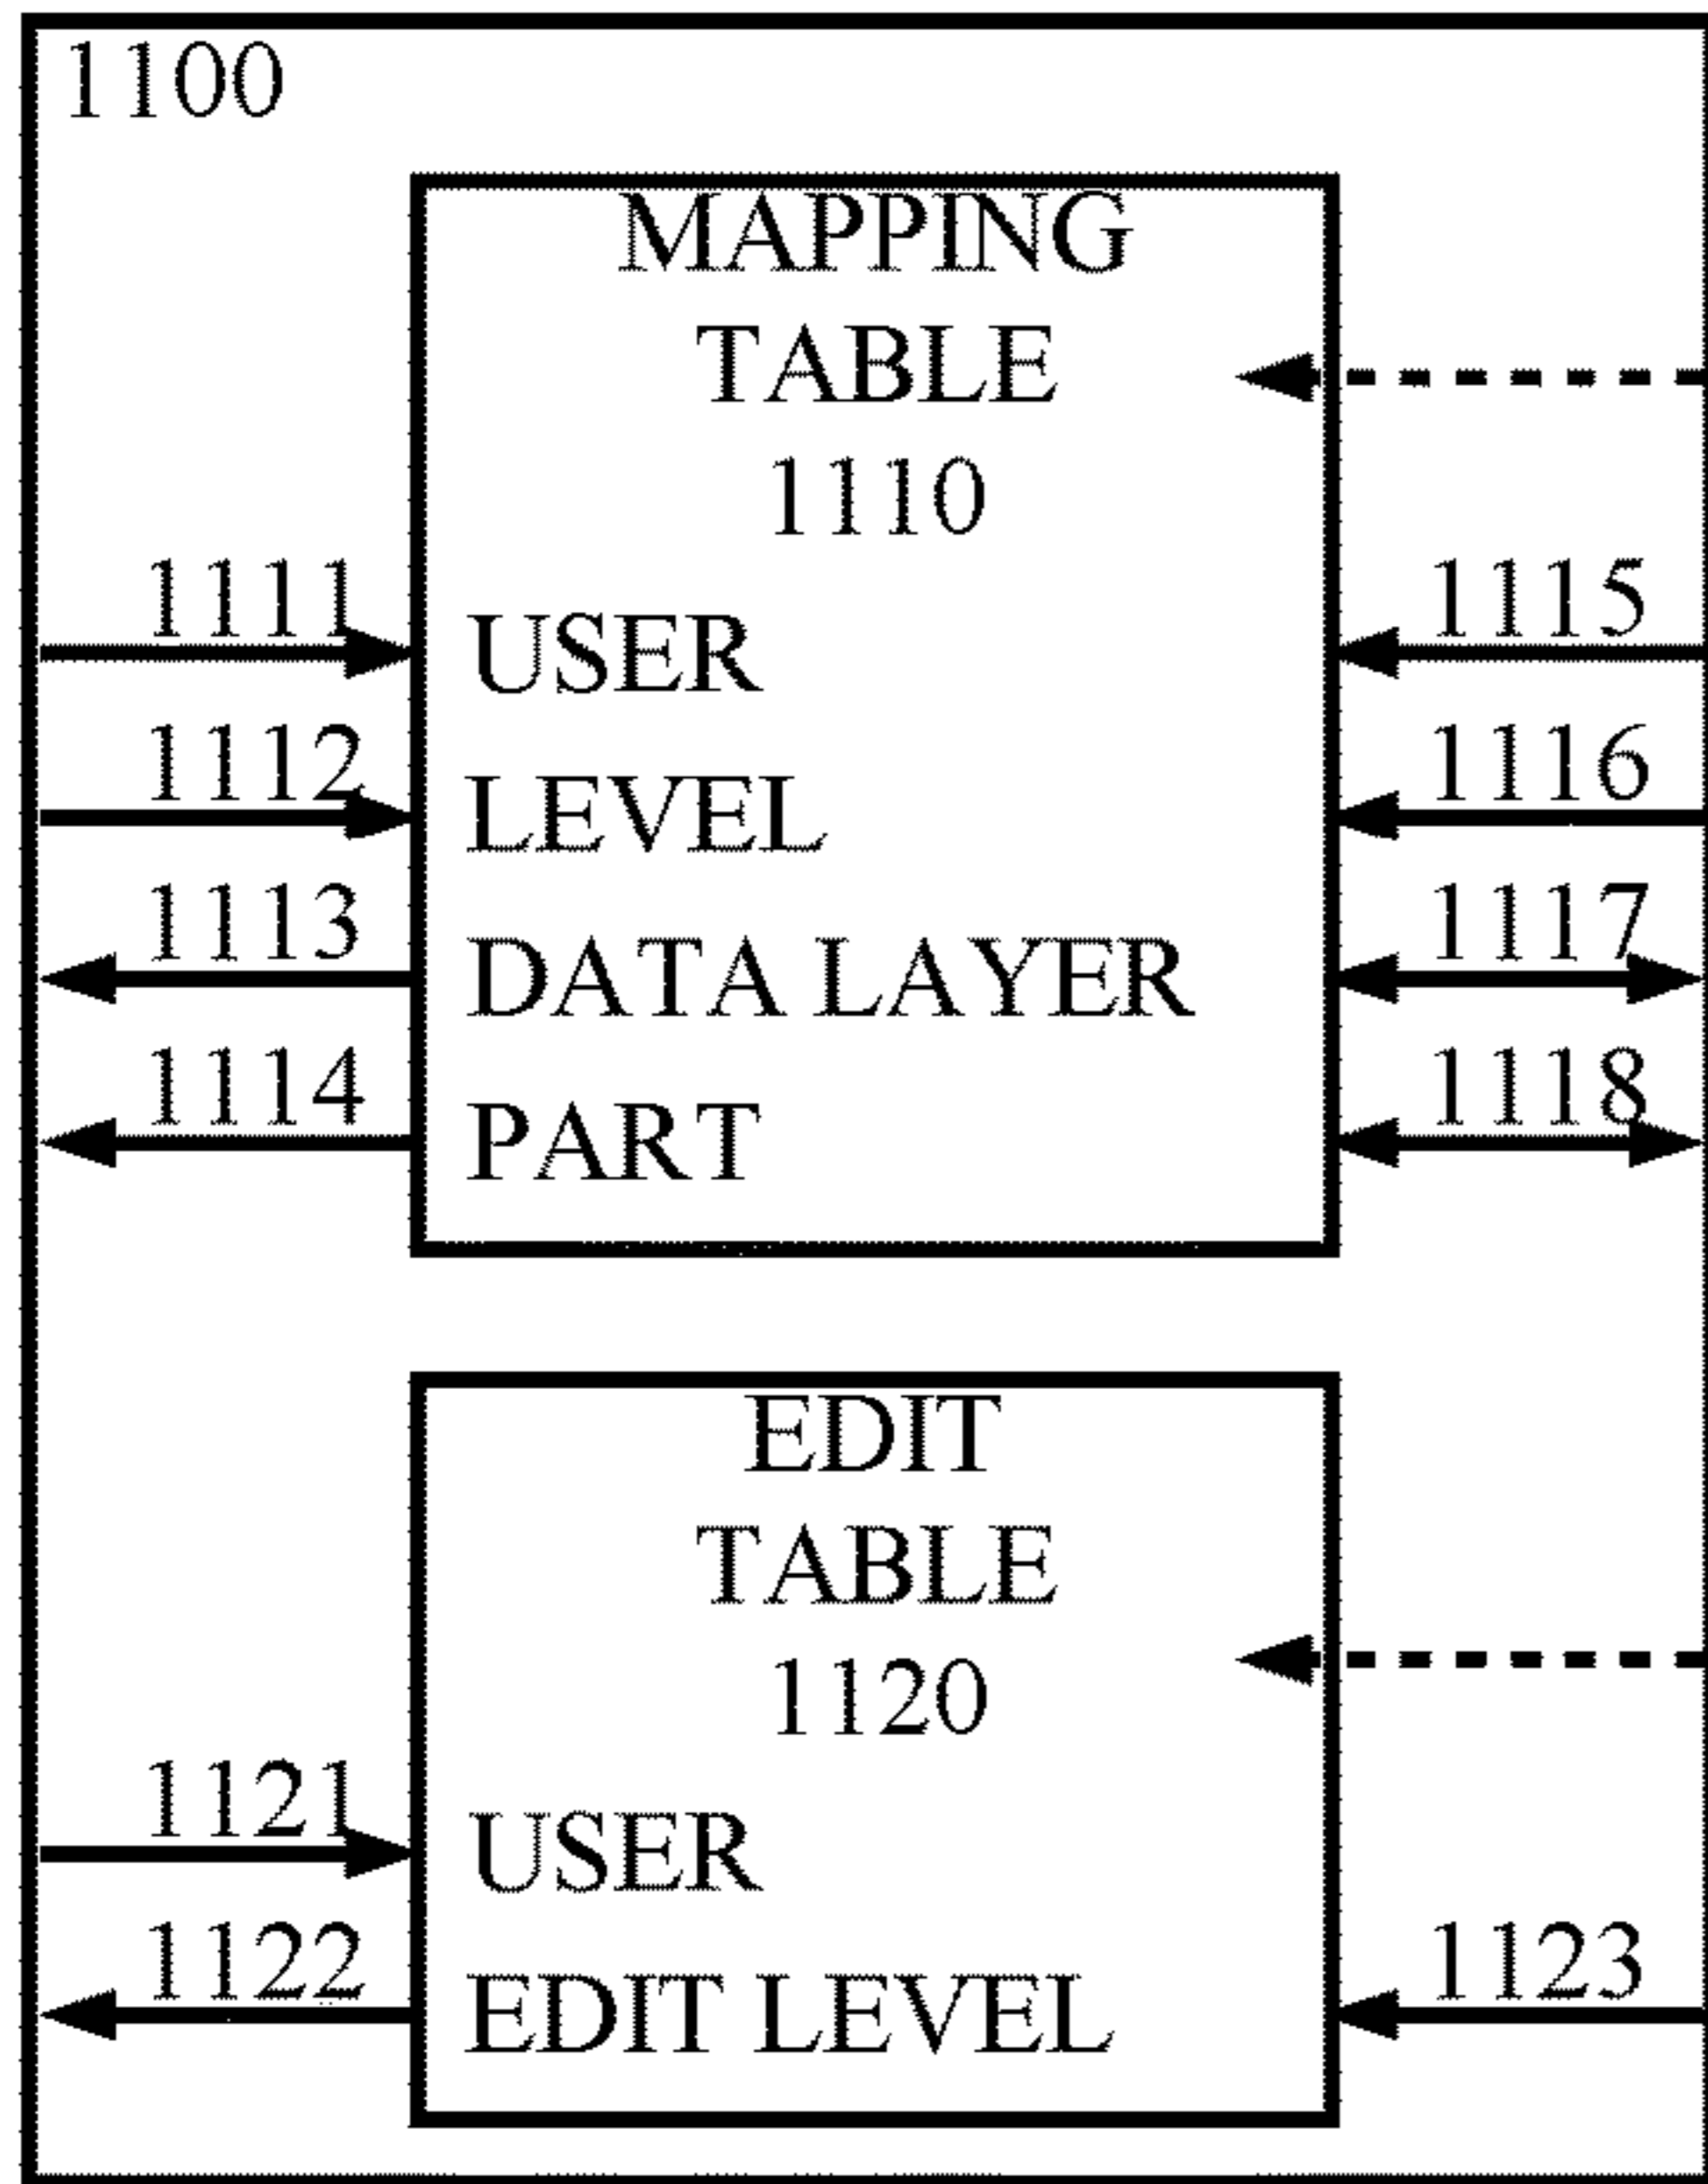 1100
MAPPING
TABLE
1110
1111 USER 1115
1112 LEVEL 1116
1113 DATA LAYER 1117
1114 PART 1118
EDIT
TABLE
1120
1121 USER
1122 EDIT LEVEL 1123